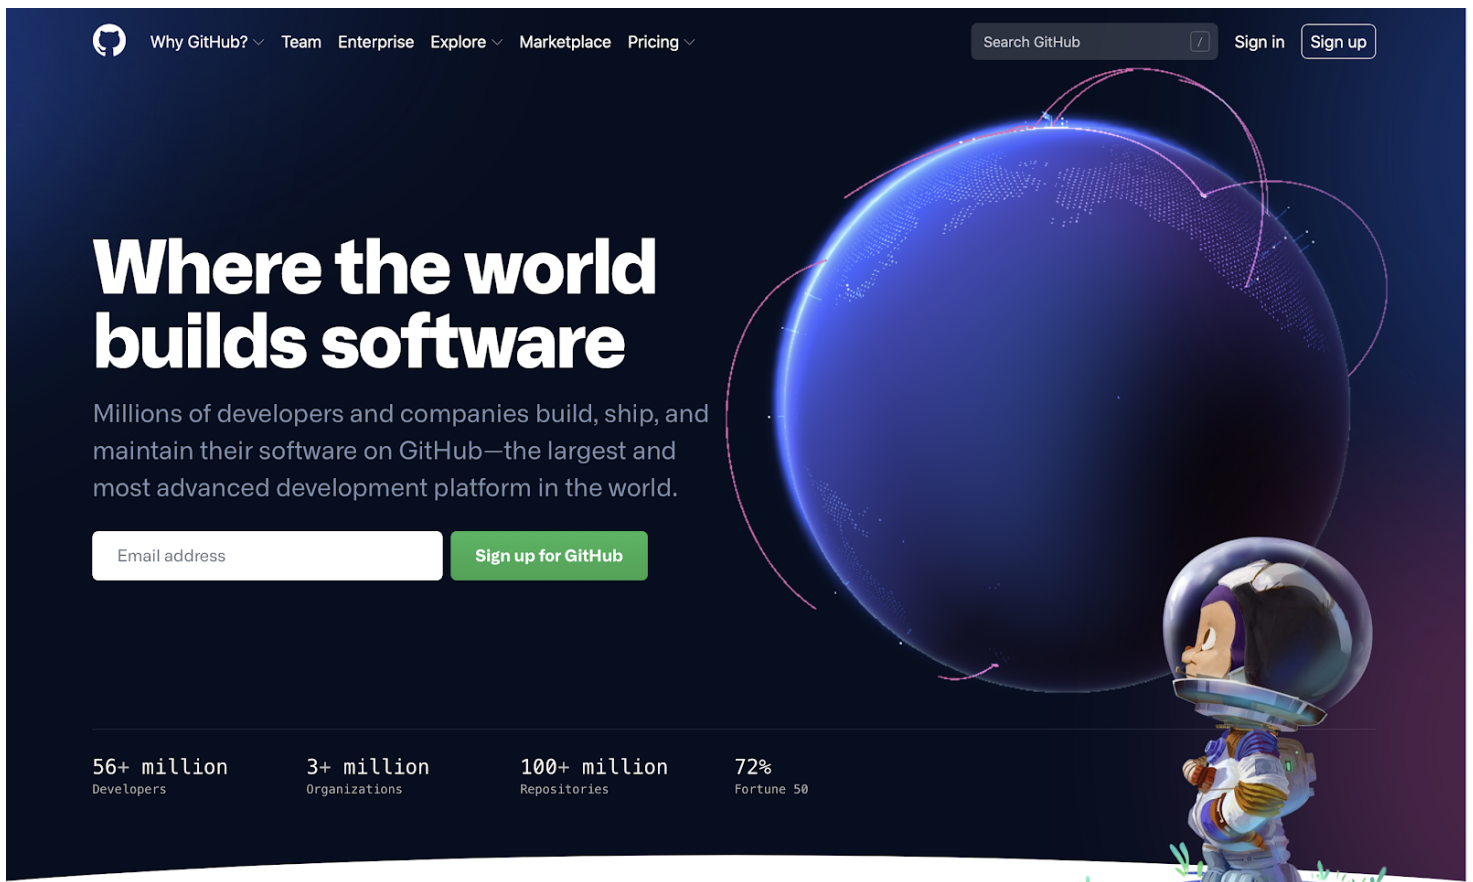 Why GitHub? Team Enterprise Explore Marketplace Pricing Search GitHub / Sign in Sign up
Where the world
builds software
Millions of developers and companies build, ship, and
maintain their software on GitHub—the largest and
most advanced development platform in the world.
Email address Sign up for GitHub
56+ million 3+ million 100+ million 72%
Developers Organizations Repositories Fortune 50